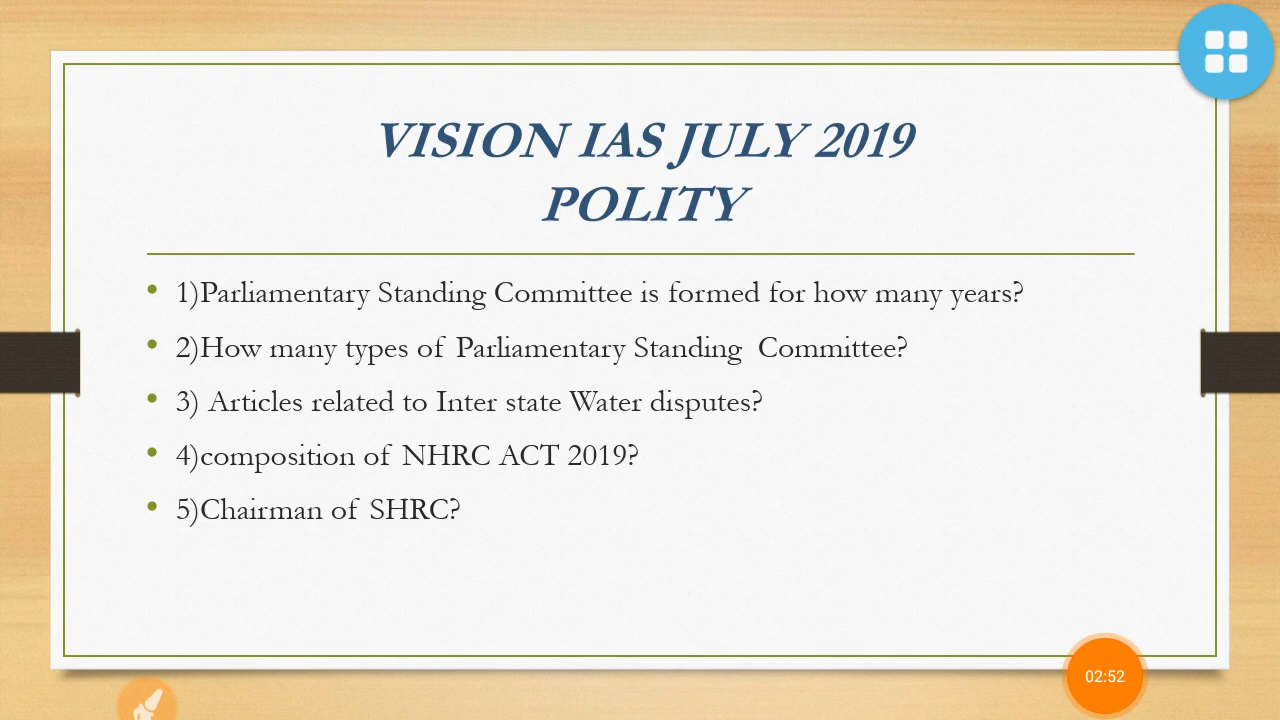 VISION IAS JULY 2019
POLITY
• 1)Parliamentary Standing Committee is formed for how many years?
• 2)How many types of Parliamentary Standing  Committee?
• 3) Articles related to Inter state Water disputes?
• 4)composition of NHRC ACT 2019?
• 5)Chairman of SHRC?
02:52